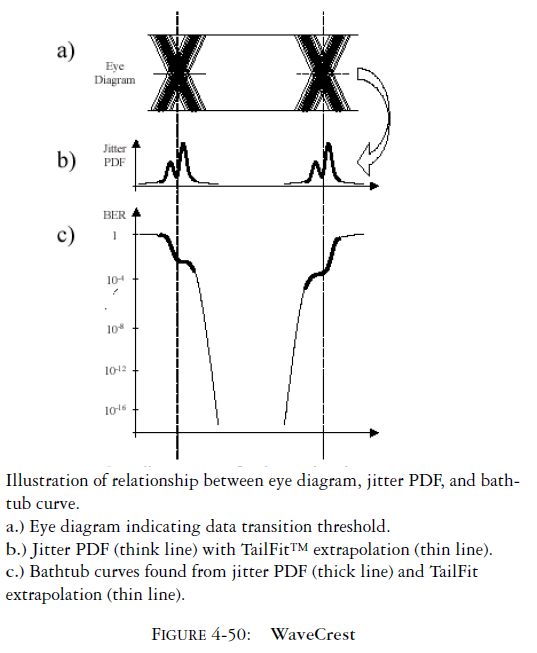 a)
Eye
Diagram
b)
Jitter
PDF
c)
BER
1
10-4
10-8
10-12
10-16
Illustration of relationship between eye diagram, jitter PDF, and bath-
tub curve.
a.) Eye diagram indicating data transition threshold.
b.) Jitter PDF (think line) with TailFit™ extrapolation (thin line).
c.) Bathtub curves found from jitter PDF (thick line) and TailFit
extrapolation (thin line).
FIGURE 4-50: WaveCrest